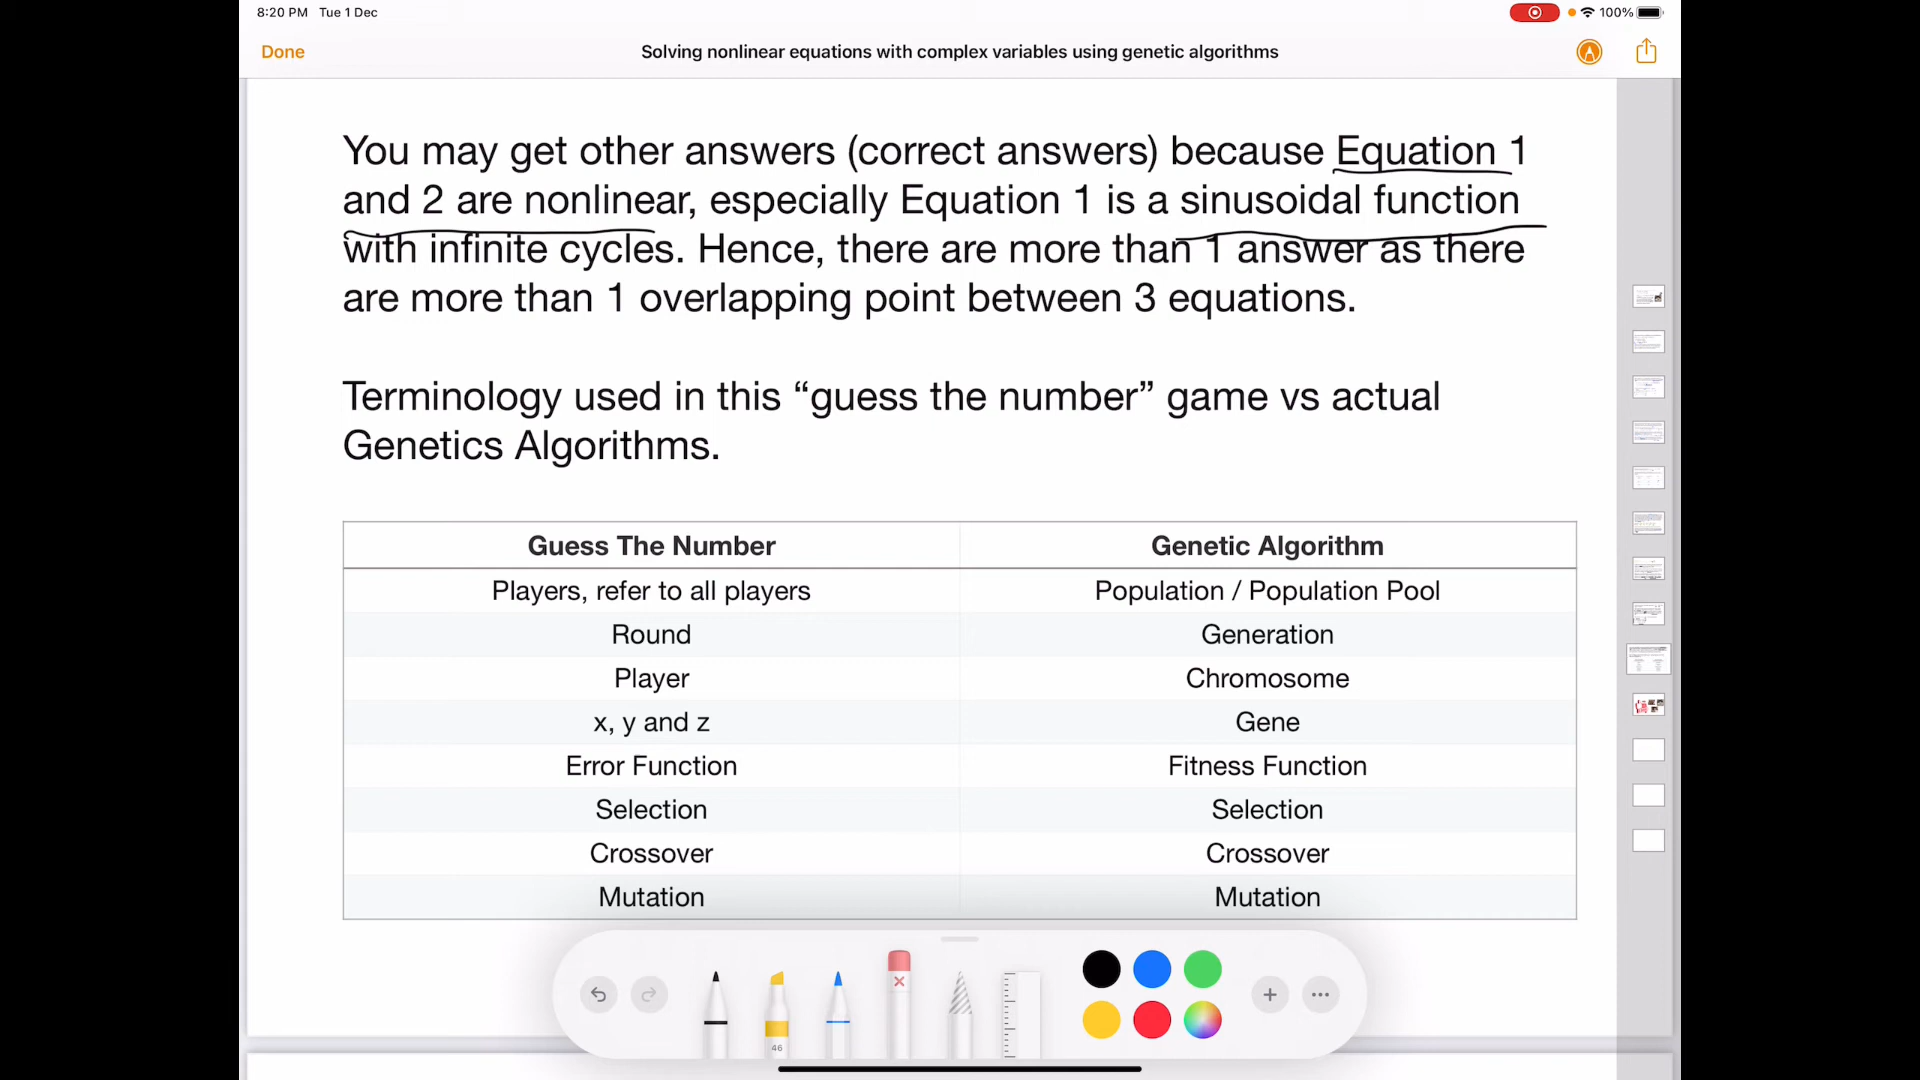 8:20 PM Tue 1 Dec
100%
Done
Solving nonlinear equations with complex variables using genetic algorithms
You may get other answers (correct answers) because Equation 1
and 2 are nonlinear, especially Equation 1 is a sinusoidal function
with infinite cycles. Hence, there are more than 1 answer as there
are more than 1 overlapping point between 3 equations.
Terminology used in this “guess the number” game vs actual
Genetics Algorithms.
Guess The Number Genetic Algorithm
Players, refer to all players Population / Population Pool
Round Generation
Player Chromosome
x, y and z Gene
Error Function Fitness Function
Selection Selection
Crossover Crossover
Mutation Mutation
46